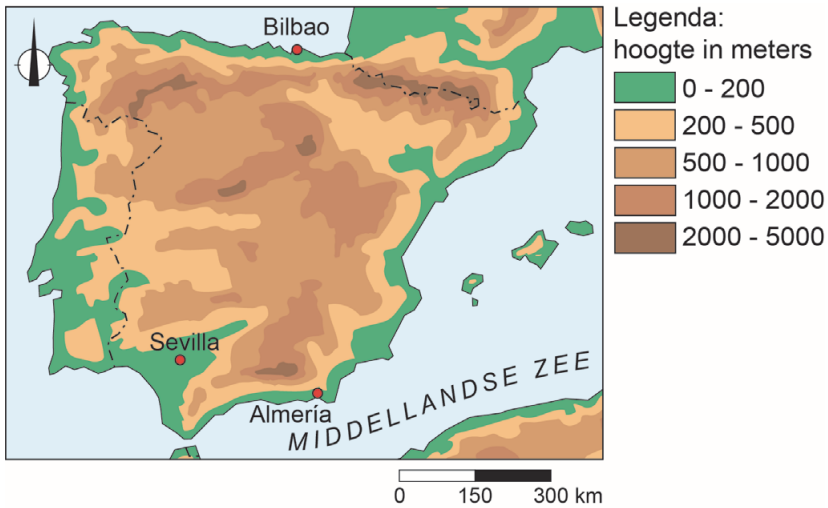 Bilbao
Sevilla
Almería
MIDDELLANDSE ZEE
Legenda:
hoogte in meters
0 - 200
200 - 500
500 - 1000
1000 - 2000
2000 - 5000
0 150 300 km